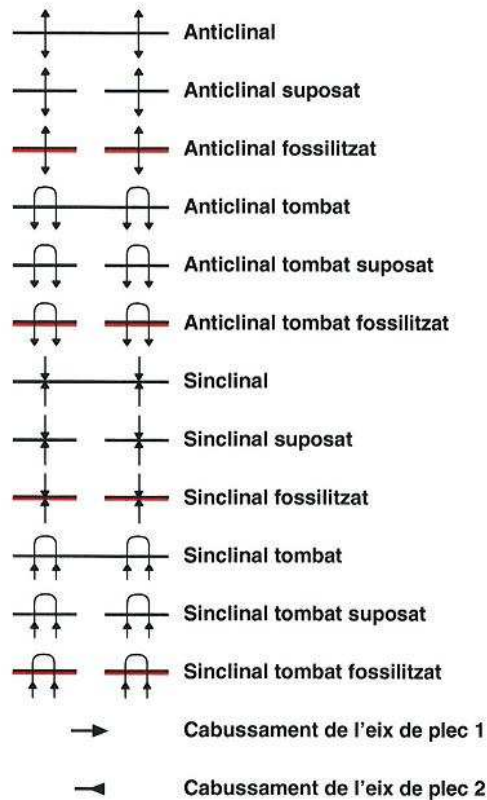 Anticlinal
Anticlinal suposat
Anticlinal fossilitzat
Anticlinal tombat
Anticlinal tombat suposat
Anticlinal tombat fossilitzat
Sinclinal
Sinclinal suposat
Sinclinal fossilitzat
Sinclinal tombat
Sinclinal tombat suposat
Sinclinal tombat fossilitzat
Cabussament de l'eix de plec 1
Cabussament de l'eix de plec 2